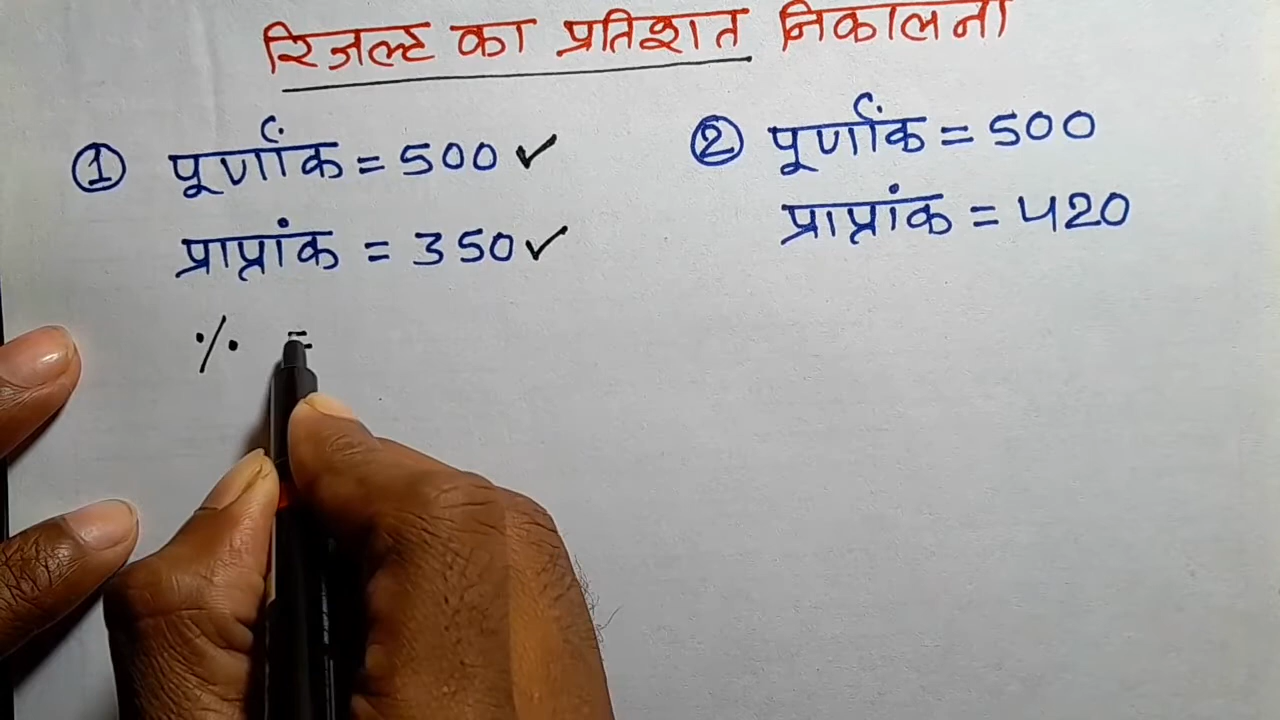 रिजल्ट का प्रतिशत निकालना
① पूर्णांक = 500 ✓
प्राप्तांक = 350 ✓
% =
② पूर्णांक = 500
प्राप्तांक = 420